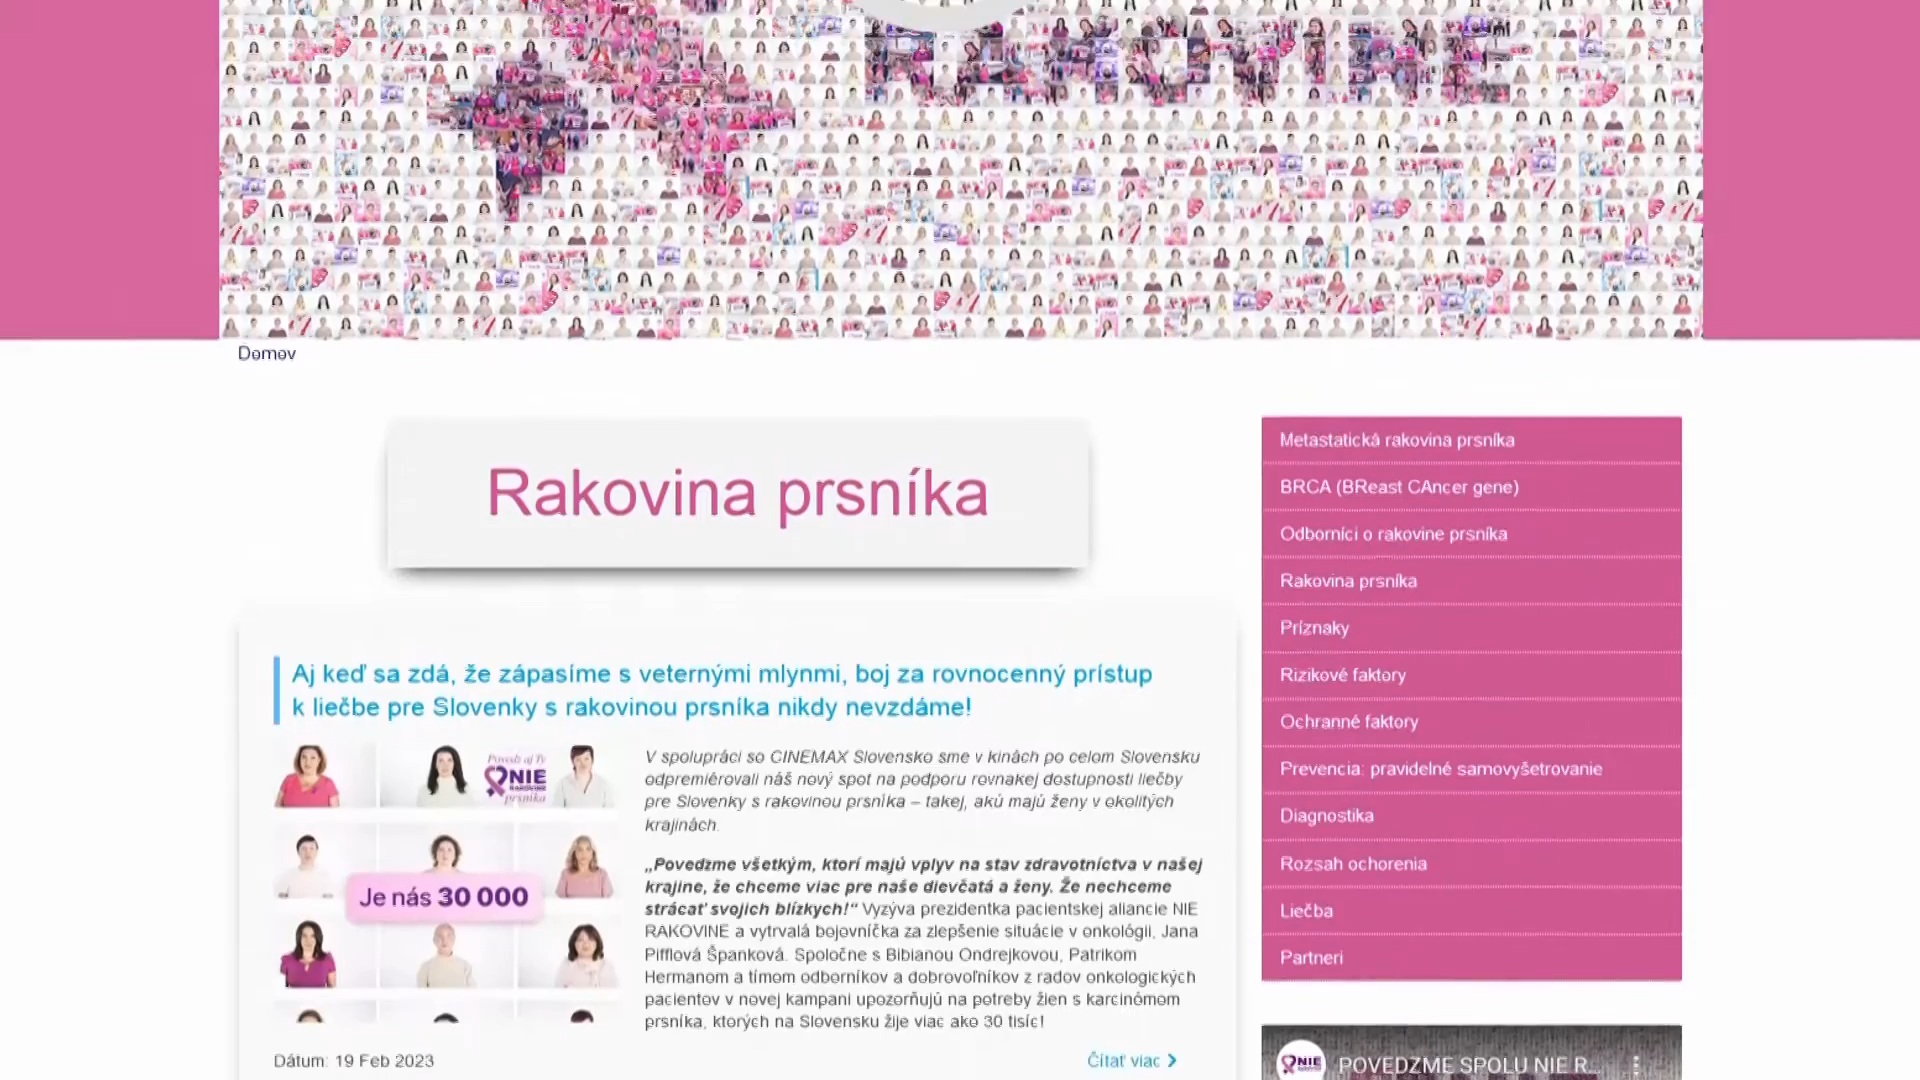 RAKOVINE
Domov
Rakovina prsníka
Aj keď sa zdá, že zápasíme s veternými mlynmi, boj za rovnocenný prístup
k liečbe pre Slovenky s rakovinou prsníka nikdy nevzdáme!
Povedz aj Ty
NIE
RAKOVINE
prsníka
Je nás 30 000
V spolupráci so CINEMAX Slovensko sme v kinách po celom Slovensku
odpremiérovali náš nový spot na podporu rovnakej dostupnosti liečby
pre Slovenky s rakovinou prsníka – takej, akú majú ženy v okolitých
krajinách.
„Povedzme všetkým, ktorí majú vplyv na stav zdravotníctva v našej
krajine, že chceme viac pre naše dievčatá a ženy. Že nechceme
strácať svojich blízkych!“ Vyzýva prezidentka pacientskej aliancie NIE
RAKOVINE a vytrvalá bojovníčka za zlepšenie situácie v onkológii, Jana
Pifflová Španková. Spoločne s Bibianou Ondrejkovou, Patrikom
Hermanom a tímom odborníkov a dobrovoľníkov z radov onkologických
pacientov v novej kampani upozorňujú na potreby žien s karcinómom
prsníka, ktorých na Slovensku žije viac ako 30 tisíc!
Dátum: 19 Feb 2023
Čítať viac
Metastatická rakovina prsníka
BRCA (BReast CAncer gene)
Odborníci o rakovine prsníka
Rakovina prsníka
Príznaky
Rizikové faktory
Ochranné faktory
Prevencia: pravidelné samovyšetrovanie
Diagnostika
Rozsah ochorenia
Liečba
Partneri
NIE
POVEDZME SPOLU NIE R...